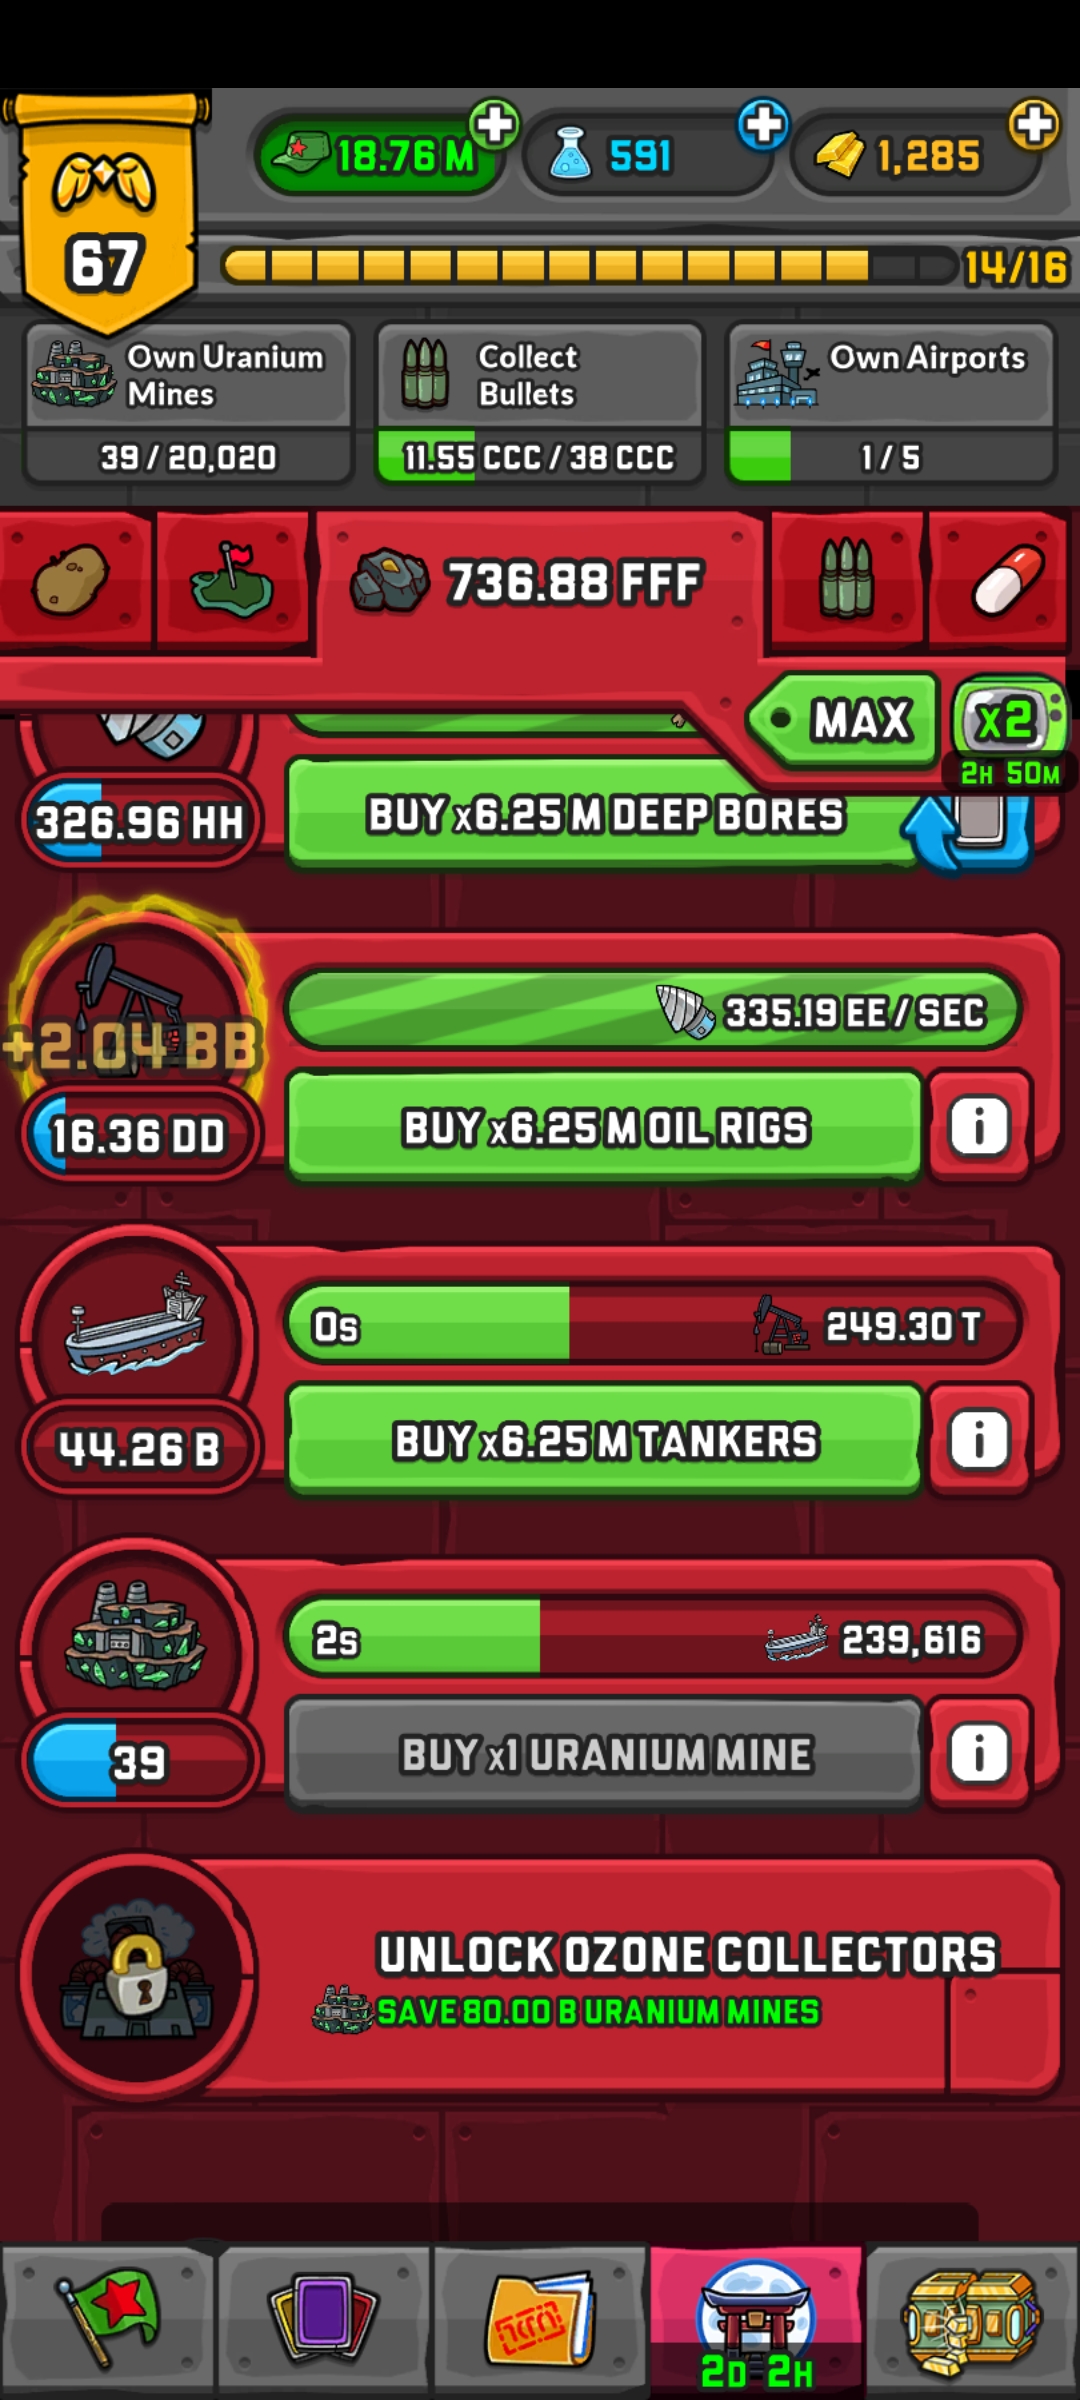 18.76 M
591
1,285
67
14/16
Own Uranium
Mines
39 / 20,020
Collect
Bullets
11.55 CCC / 38 CCC
Own Airports
1 / 5
736.88 FFF
MAX
x2
2H 50M
326.96 HH
BUY x6.25 M DEEP BORES
+2.04 BB
335.19 EE / SEC
16.36 DD
BUY x6.25 M OIL RIGS
i
0s
249.30 T
44.26 B
BUY x6.25 M TANKERS
i
2s
239,616
39
BUY x1 URANIUM MINE
i
UNLOCK OZONE COLLECTORS
SAVE 80.00 B URANIUM MINES
2D 2H